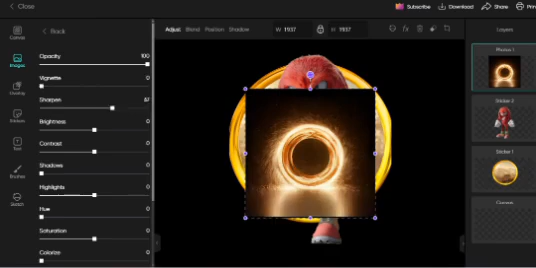 Close
Subscribe
Download
Share
Canvas
Images
Stickers
Text
Brushes
Back
Opacity 100
Vignette 0
Sharpen
Brightness 0
Contrast 0
Shadows 0
Highlights 0
Hue 0
Saturation 0
Colorize 0
Adjust Blend Position Shadow
W 1937
H 1937
Layers
Photos 1
Sticker 2
Sticker 1
Canvas